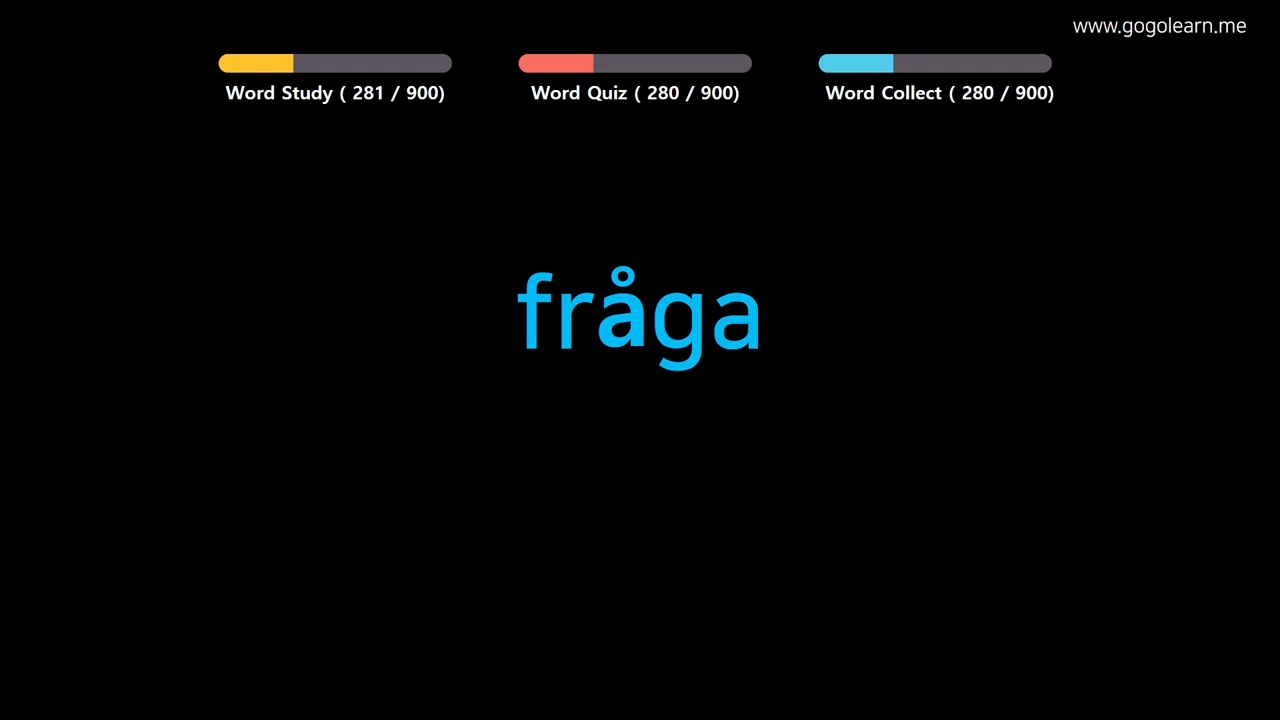 www.gogolearn.me
Word Study ( 281 / 900)
Word Quiz ( 280 / 900)
Word Collect ( 280 / 900)
fråga